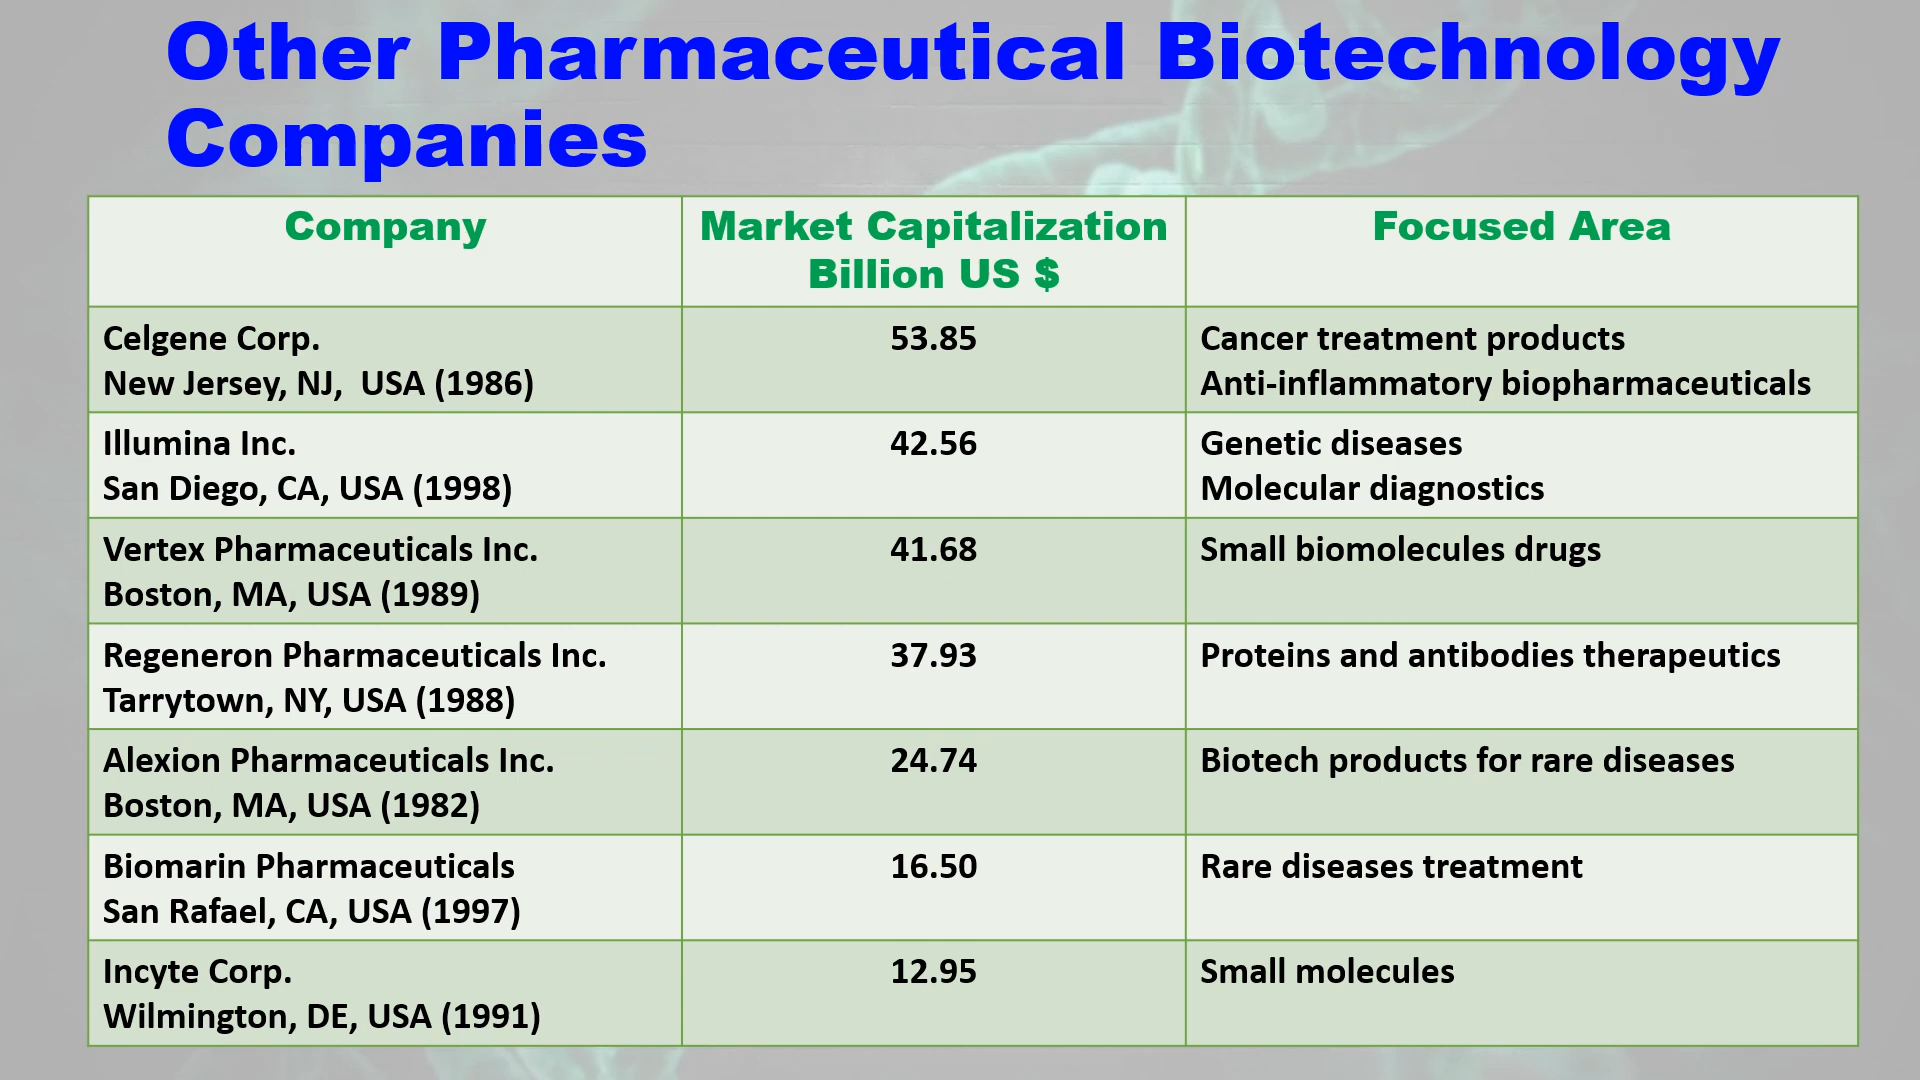 Other Pharmaceutical Biotechnology
Companies
Company
Market Capitalization
Billion US $
Focused Area
Celgene Corp.
New Jersey, NJ,  USA (1986)
53.85
Cancer treatment products
Anti-inflammatory biopharmaceuticals
Illumina Inc.
San Diego, CA, USA (1998)
42.56
Genetic diseases
Molecular diagnostics
Vertex Pharmaceuticals Inc.
Boston, MA, USA (1989)
41.68
Small biomolecules drugs
Regeneron Pharmaceuticals Inc.
Tarrytown, NY, USA (1988)
37.93
Proteins and antibodies therapeutics
Alexion Pharmaceuticals Inc.
Boston, MA, USA (1982)
24.74
Biotech products for rare diseases
Biomarin Pharmaceuticals
San Rafael, CA, USA (1997)
16.50
Rare diseases treatment
Incyte Corp.
Wilmington, DE, USA (1991)
12.95
Small molecules